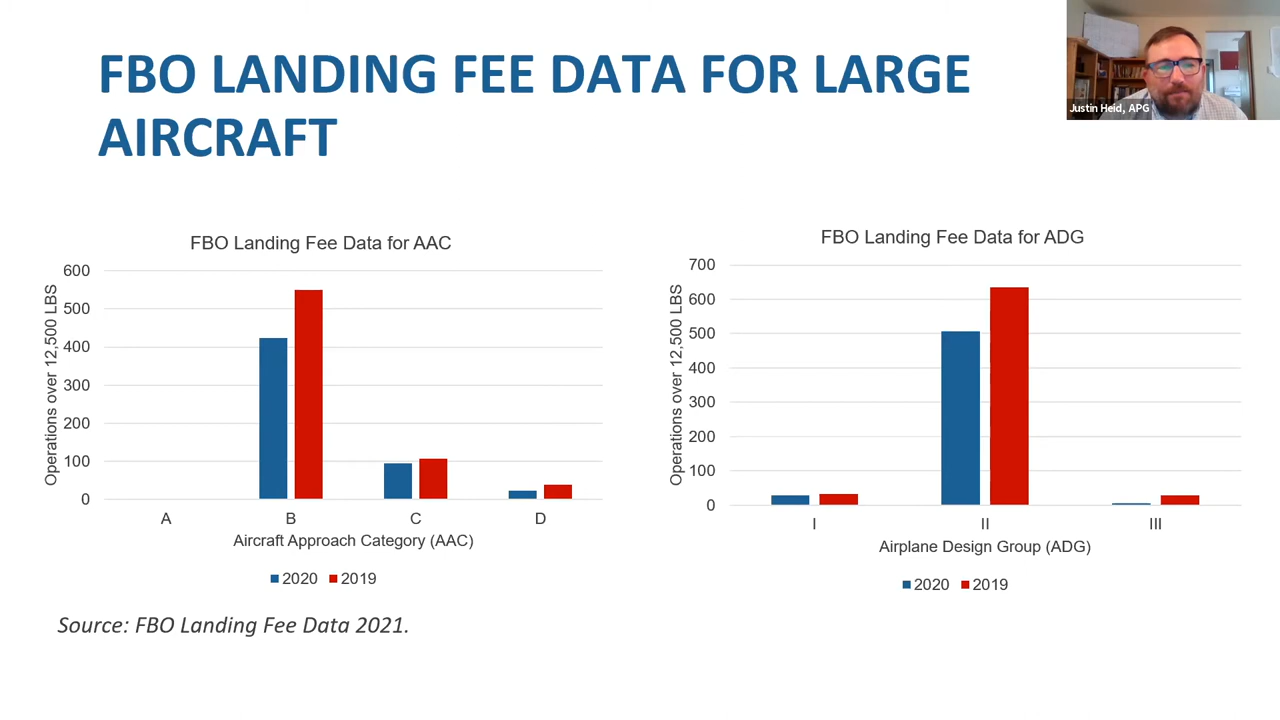 FBO LANDING FEE DATA FOR LARGE
AIRCRAFT
Justin Heid, APG
FBO Landing Fee Data for AAC
Operations over 12,500 LBS
600
500
400
300
200
100
0
A B C D
Aircraft Approach Category (AAC)
2020 2019
FBO Landing Fee Data for ADG
Operations over 12,500 LBS
700
600
500
400
300
200
100
0
I II III
Airplane Design Group (ADG)
2020 2019
Source: FBO Landing Fee Data 2021.